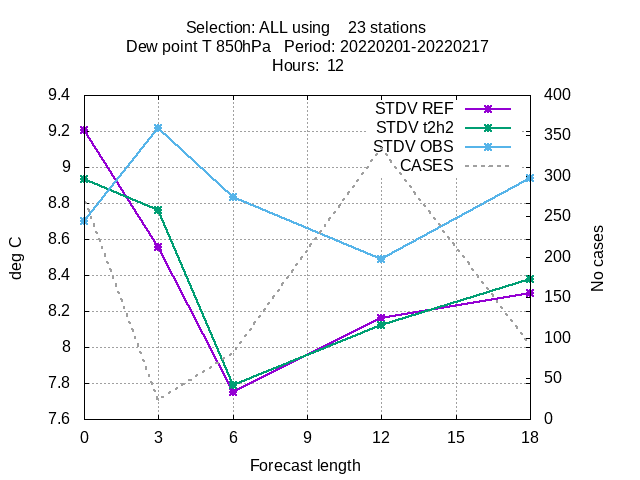 Selection: ALL using 23 stations
Dew point T 850hPa Period: 20220201-20220217
Hours: 12
STDV REF
STDV t2h2
STDV OBS
CASES
deg C
9.4
9.2
9
8.8
8.6
8.4
8.2
8
7.8
7.6
400
350
300
250
200
150
100
50
0
No cases
0 3 6 9 12 15 18
Forecast length